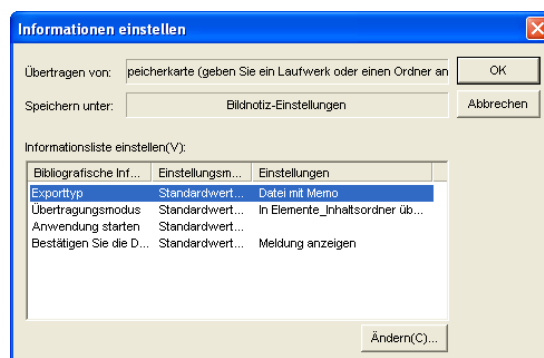 Informationen einstellen
Übertragen von: peicherkarte (geben Sie ein Laufwerk oder einen Ordner an OK
Speichern unter: Bildnotiz-Einstellungen Abbrechen
Informationsliste einstellen(V):
Bibliografische Inf... Einstellungsm... Einstellungen
Exporttyp Standardwert... Datei mit Memo
Übertragungsmodus Standardwert... In Elemente_Inhaltsordner üb...
Anwendung starten Standardwert...
Bestätigen Sie die D... Standardwert... Meldung anzeigen
Ändern(C)...